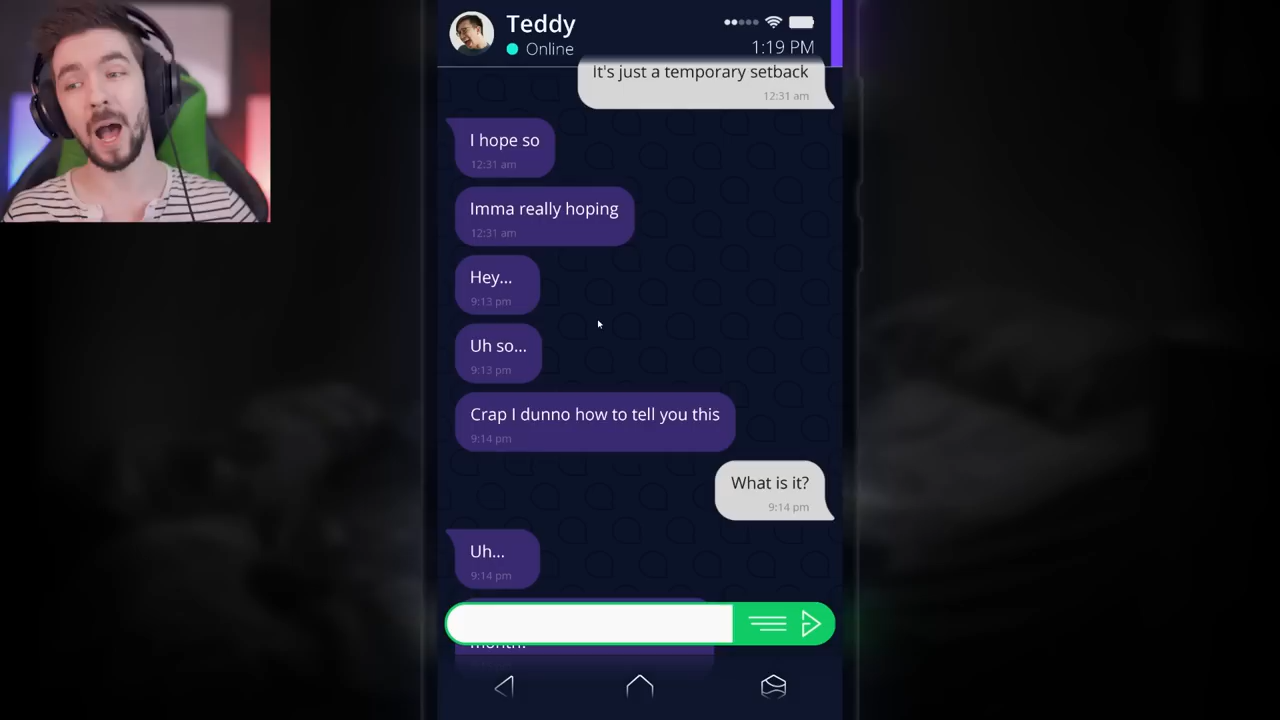 Teddy
Online
1:19 PM
It's just a temporary setback
12:31 am
I hope so
12:31 am
Imma really hoping
12:31 am
Hey...
9:13 pm
Uh so...
9:13 pm
Crap I dunno how to tell you this
9:14 pm
What is it?
9:14 pm
Uh...
9:14 pm
month.